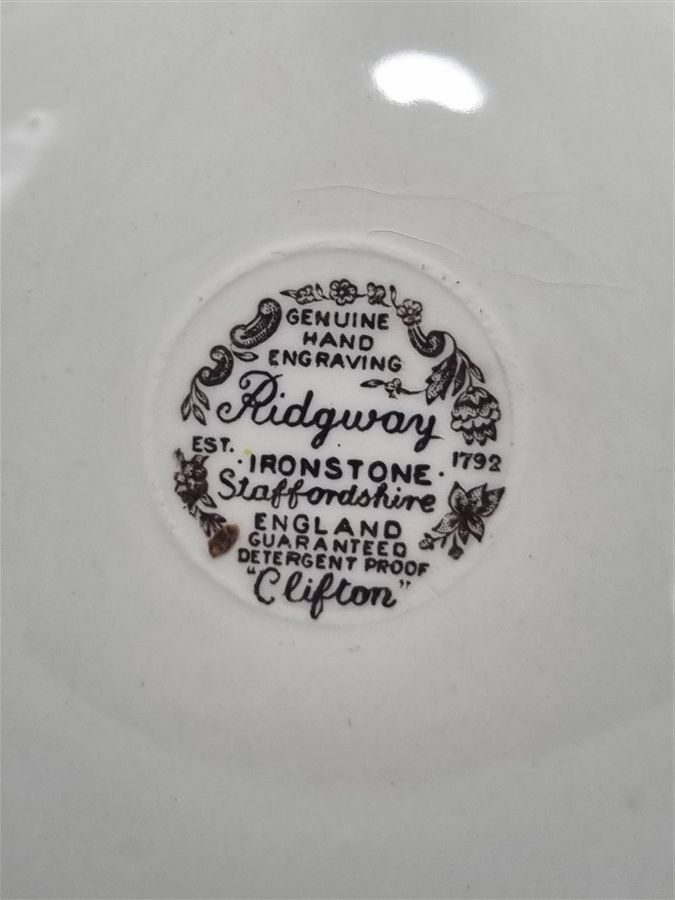 GENUINE
HAND
ENGRAVING
Ridgway
EST. 1792
· IRONSTONE ·
Staffordshire
ENGLAND
GUARANTEED
DETERGENT PROOF
"Clifton"